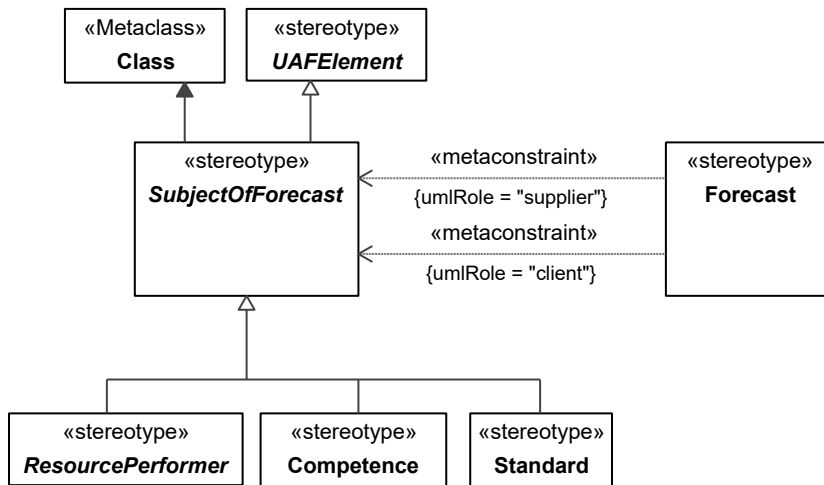 «Metaclass»
Class
«stereotype»
UAFElement
«stereotype»
SubjectOfForecast
«metaconstraint»
{umlRole = "supplier"}
«metaconstraint»
{umlRole = "client"}
«stereotype»
Forecast
«stereotype»
ResourcePerformer
«stereotype»
Competence
«stereotype»
Standard